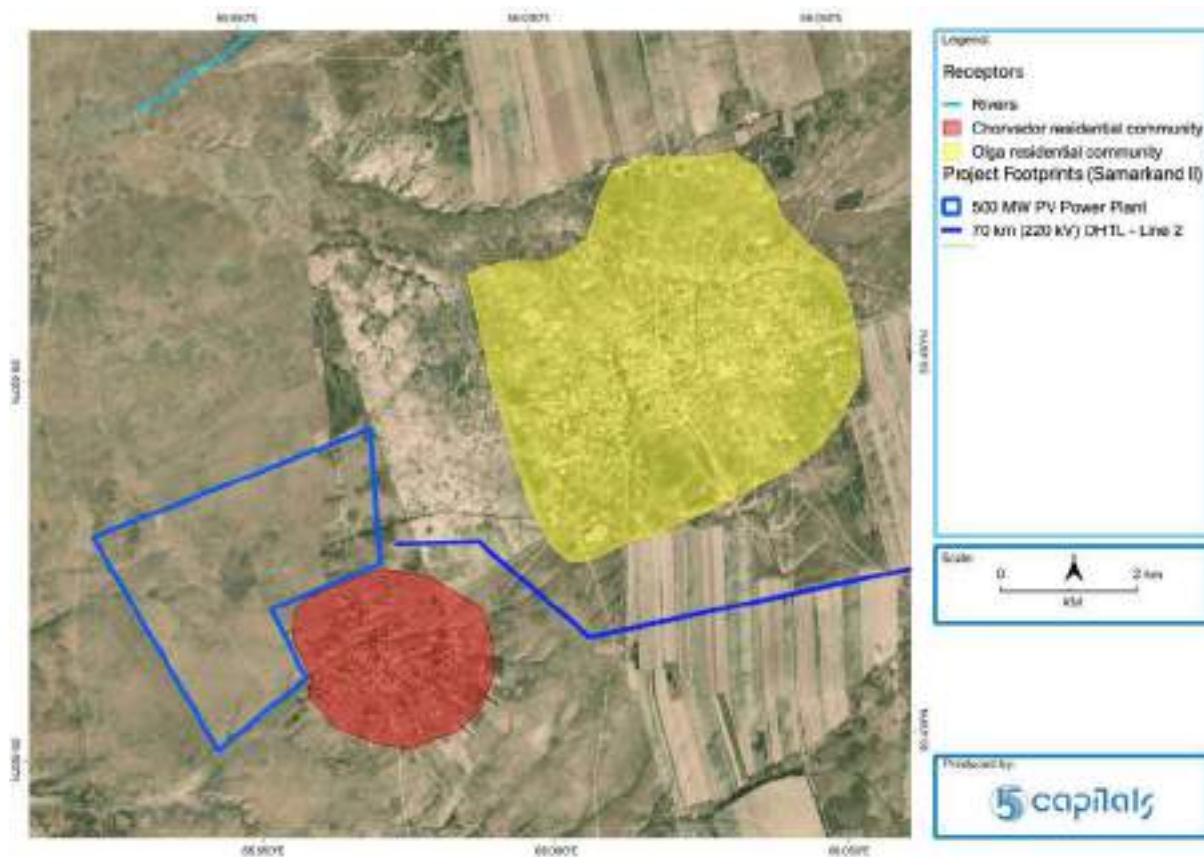 Legend:
Receptors
Rivers
Chorvador residential community
Olga residential community
Project Footprints (Samarkand II)
500 MW PV Power Plant
70 km (220 kV) OHTL - Line 2
Scale:
0 2 km
KM
Produced by:
5 capitals